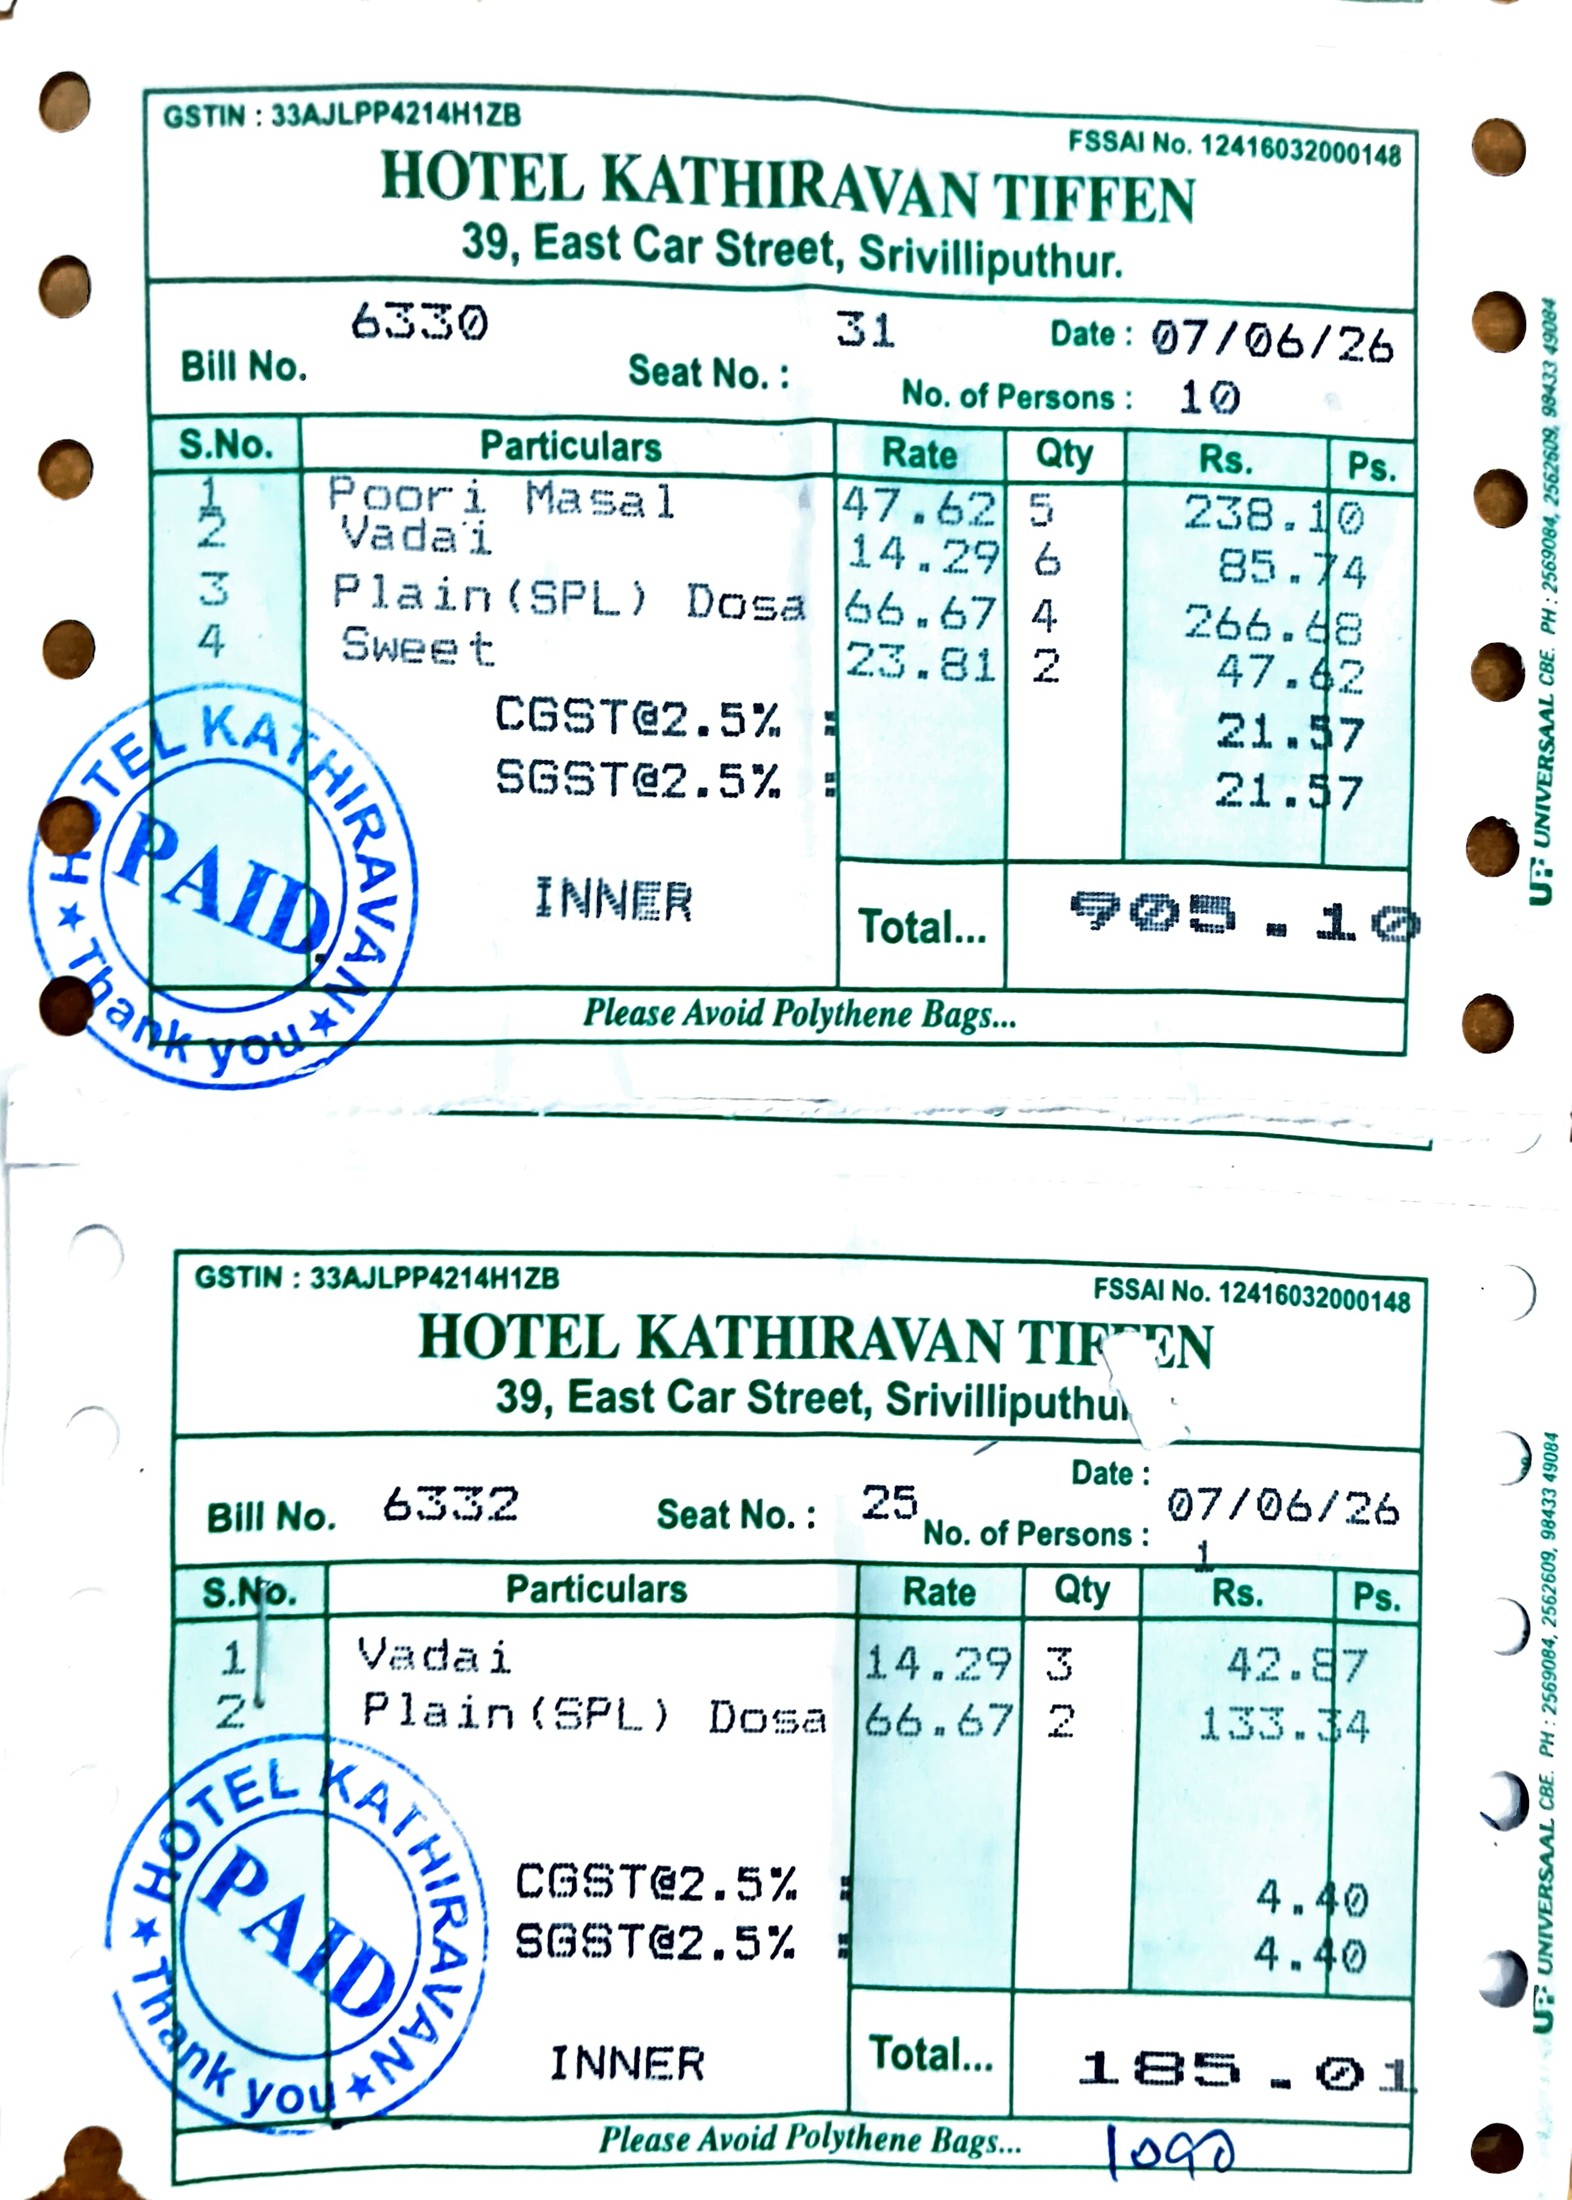 GSTIN : 33AJLPP4214H1ZB
FSSAI No. 12416032000148
HOTEL KATHIRAVAN TIFFEN
39, East Car Street, Srivilliputhur.
Bill No. 6330 Seat No. : 31 Date : 07/06/26
No. of Persons : 10
S.No. Particulars Rate Qty Rs. Ps.
1 Poori Masal 47.62 5 238.10
2 Vadai 14.29 6 85.74
3 Plain(SPL) Dosa 66.67 4 266.68
4 Sweet 23.81 2 47.62
CGST@2.5% : 21.57
SGST@2.5% : 21.57
HOTEL KATHIRAVAN
PAID
★ Thank you ★
INNER Total... 905.10
Please Avoid Polythene Bags...
UNIVERSAAL CBE. PH : 2569084, 2562609, 98433 49084
GSTIN : 33AJLPP4214H1ZB
FSSAI No. 12416032000148
HOTEL KATHIRAVAN TIFFEN
39, East Car Street, Srivilliputhur
Bill No. 6332 Seat No. : 25 Date : 07/06/26
No. of Persons : 1
S.No. Particulars Rate Qty Rs. Ps.
1 Vadai 14.29 3 42.87
2 Plain(SPL) Dosa 66.67 2 133.34
CGST@2.5% : 4.40
SGST@2.5% : 4.40
HOTEL KATHIRAVAN
PAID
★ Thank you ★
INNER Total... 185.01
Please Avoid Polythene Bags... 1090
UNIVERSAAL CBE. PH : 2569084, 2562609, 98433 49084